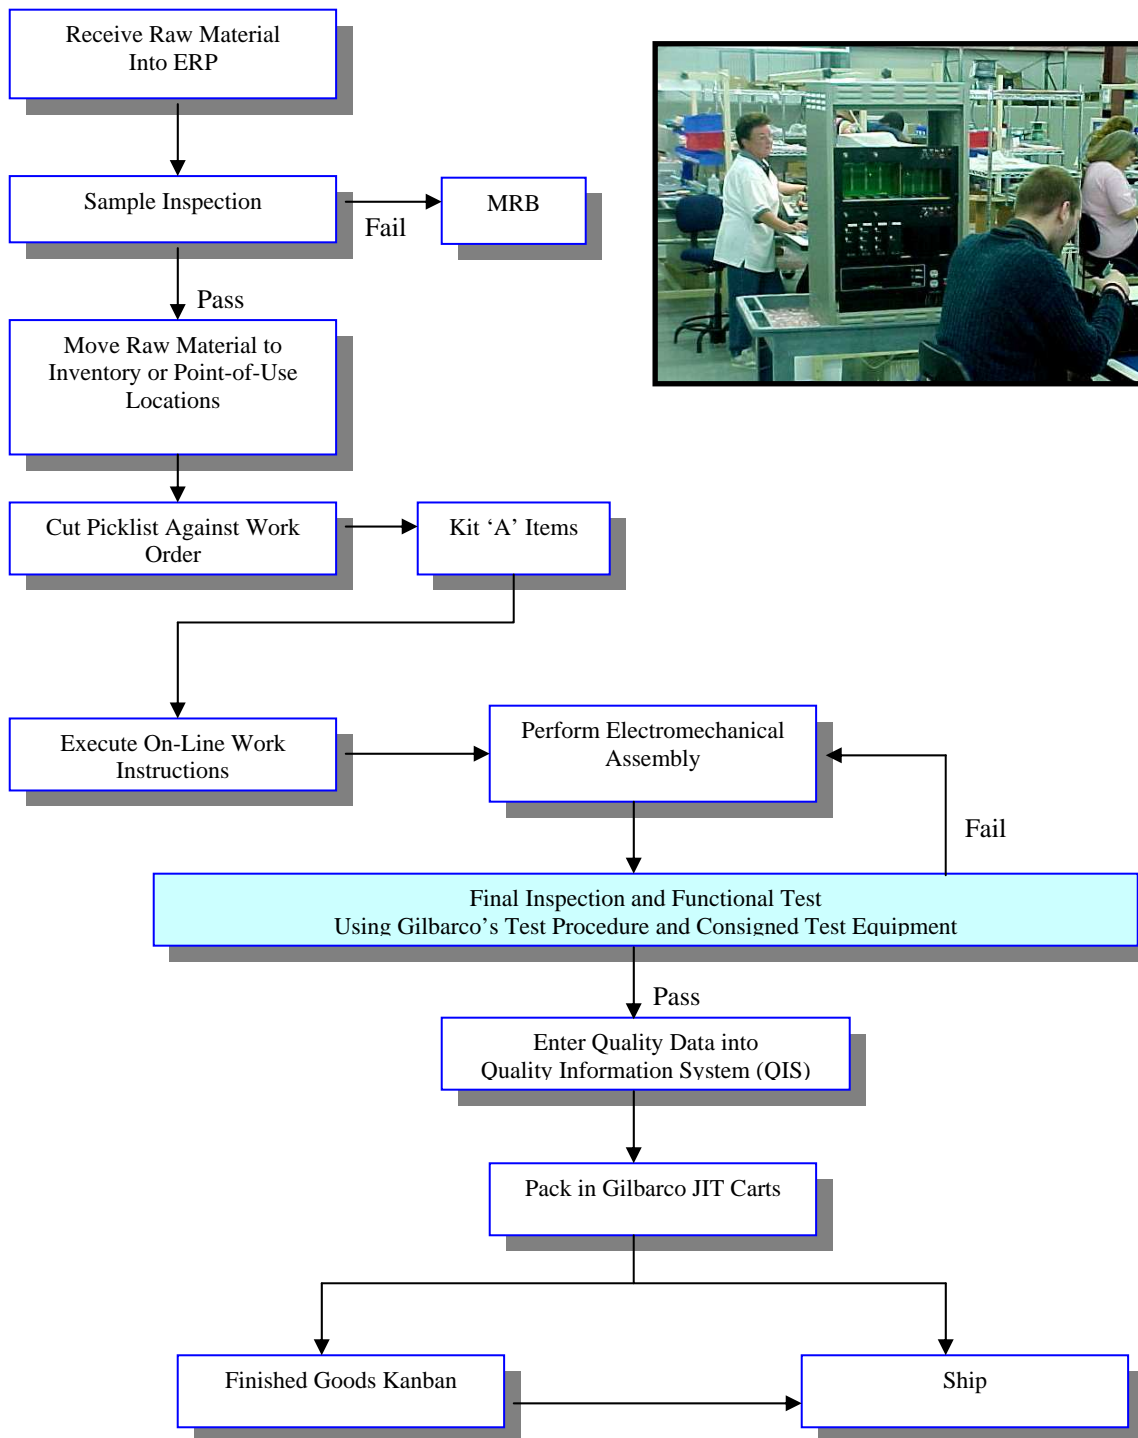 Receive Raw Material
Into ERP
Sample Inspection
Fail
MRB
Pass
Move Raw Material to
Inventory or Point-of-Use
Locations
Cut Picklist Against Work
Order
Kit ‘A’ Items
Execute On-Line Work
Instructions
Perform Electromechanical
Assembly
Fail
Final Inspection and Functional Test
Using Gilbarco’s Test Procedure and Consigned Test Equipment
Pass
Enter Quality Data into
Quality Information System (QIS)
Pack in Gilbarco JIT Carts
Finished Goods Kanban
Ship